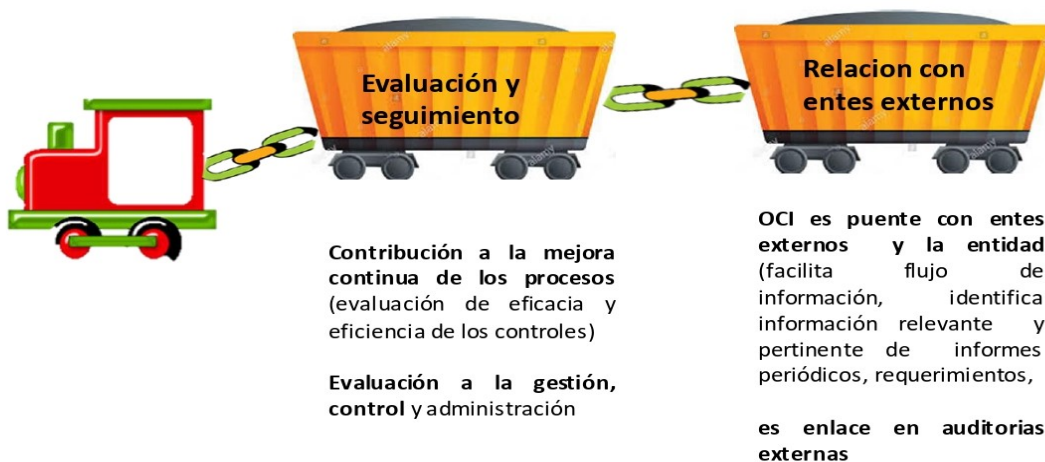 Evaluación y
seguimiento
Relacion con
entes externos
Contribución a la mejora
continua de los procesos
(evaluación de eficacia y
eficiencia de los controles)
Evaluación a la gestión,
control y administración
OCI es puente con entes
externos y la entidad
(facilita flujo de
información, identifica
información relevante y
pertinente de informes
periódicos, requerimientos,
es enlace en auditorias
externas